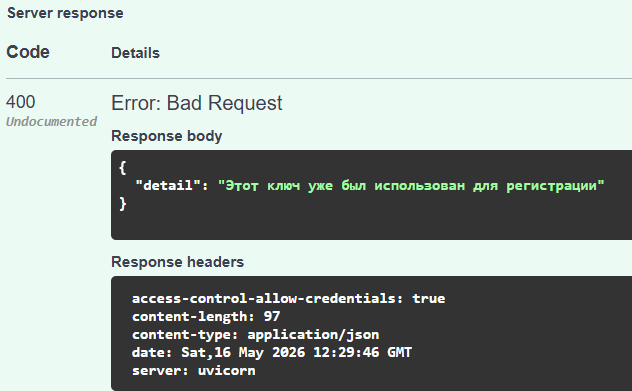 Server response
Code Details
400 Error: Bad Request
Undocumented
Response body
{
"detail": "Этот ключ уже был использован для регистрации"
}
Response headers
access-control-allow-credentials: true
content-length: 97
content-type: application/json
date: Sat,16 May 2026 12:29:46 GMT
server: uvicorn